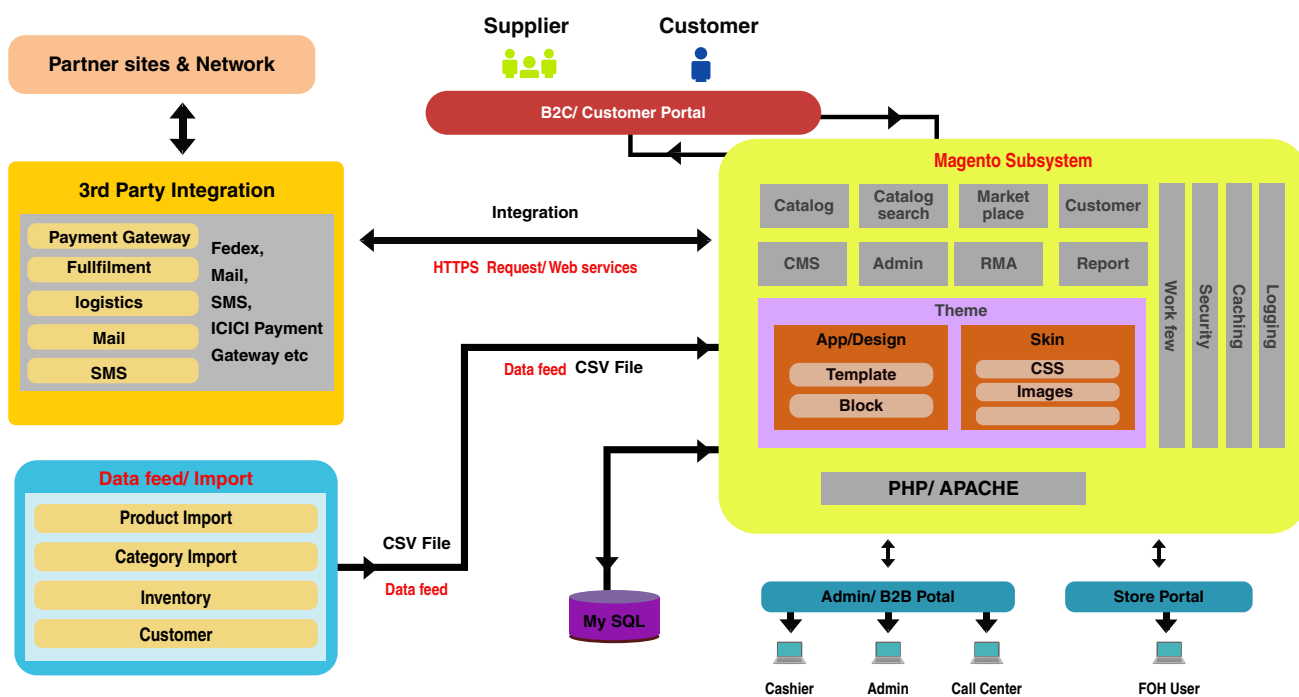 Supplier
Customer
Partner sites & Network
B2C/ Customer Portal
3rd Party Integration
Payment Gateway
Fullfilment
logistics
Mail
SMS
Fedex,
Mail,
SMS,
ICICI Payment
Gateway etc
Integration
HTTPS Request/ Web services
Data feed CSV File
Magento Subsystem
Catalog
Catalog
search
Market
place
Customer
CMS
Admin
RMA
Report
Work few
Security
Caching
Logging
Theme
App/Design
Template
Block
Skin
CSS
Images
PHP/ APACHE
Data feed/ Import
Product Import
Category Import
Inventory
Customer
CSV File
Data feed
My SQL
Admin/ B2B Potal
Store Portal
Cashier
Admin
Call Center
FOH User